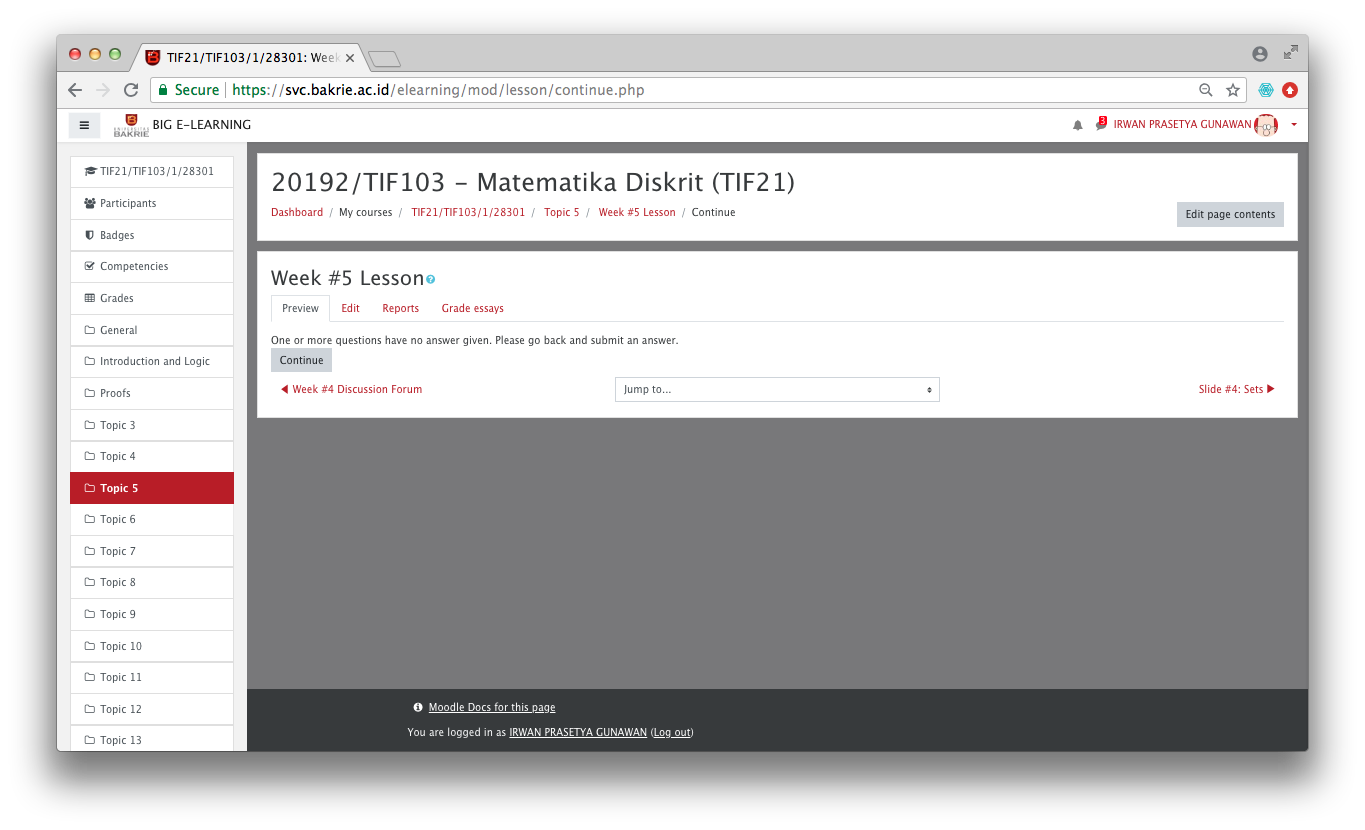 TIF21/TIF103/1/28301: Week
Secure https://svc.bakrie.ac.id/elearning/mod/lesson/continue.php
UNIVERSITAS
BAKRIE
BIG E-LEARNING
3
IRWAN PRASETYA GUNAWAN
TIF21/TIF103/1/28301
Participants
Badges
Competencies
Grades
General
Introduction and Logic
Proofs
Topic 3
Topic 4
Topic 5
Topic 6
Topic 7
Topic 8
Topic 9
Topic 10
Topic 11
Topic 12
Topic 13
20192/TIF103 - Matematika Diskrit (TIF21)
Dashboard / My courses / TIF21/TIF103/1/28301 / Topic 5 / Week #5 Lesson / Continue
Edit page contents
Week #5 Lesson
Preview Edit Reports Grade essays
One or more questions have no answer given. Please go back and submit an answer.
Continue
◀ Week #4 Discussion Forum
Jump to...
Slide #4: Sets ▶
Moodle Docs for this page
You are logged in as IRWAN PRASETYA GUNAWAN (Log out)